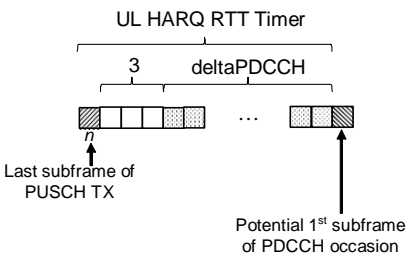 UL HARQ RTT Timer
3 deltaPDCCH
...
n
Last subframe of
PUSCH TX
Potential 1st subframe
of PDCCH occasion